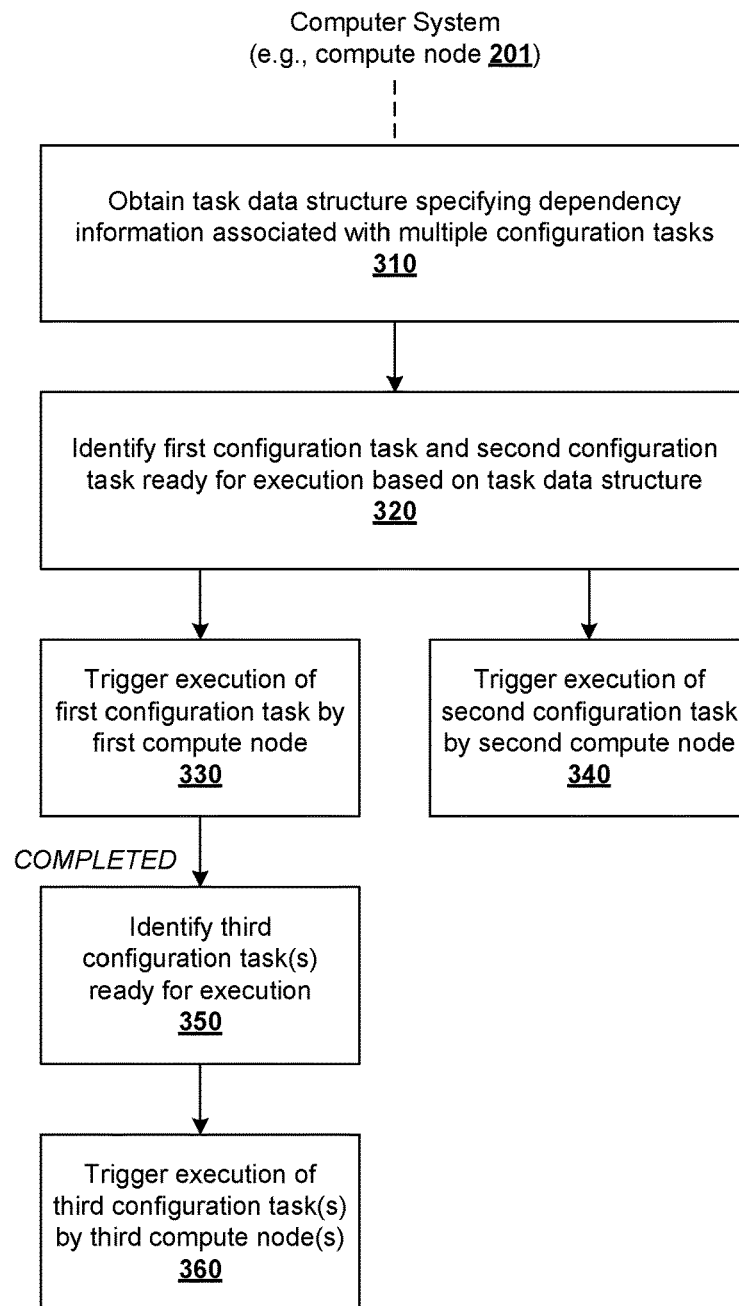 Computer System
(e.g., compute node 201)
Obtain task data structure specifying dependency
information associated with multiple configuration tasks
310
Identify first configuration task and second configuration
task ready for execution based on task data structure
320
Trigger execution of
first configuration task by
first compute node
330
Trigger execution of
second configuration task
by second compute node
340
COMPLETED
Identify third
configuration task(s)
ready for execution
350
Trigger execution of
third configuration task(s)
by third compute node(s)
360